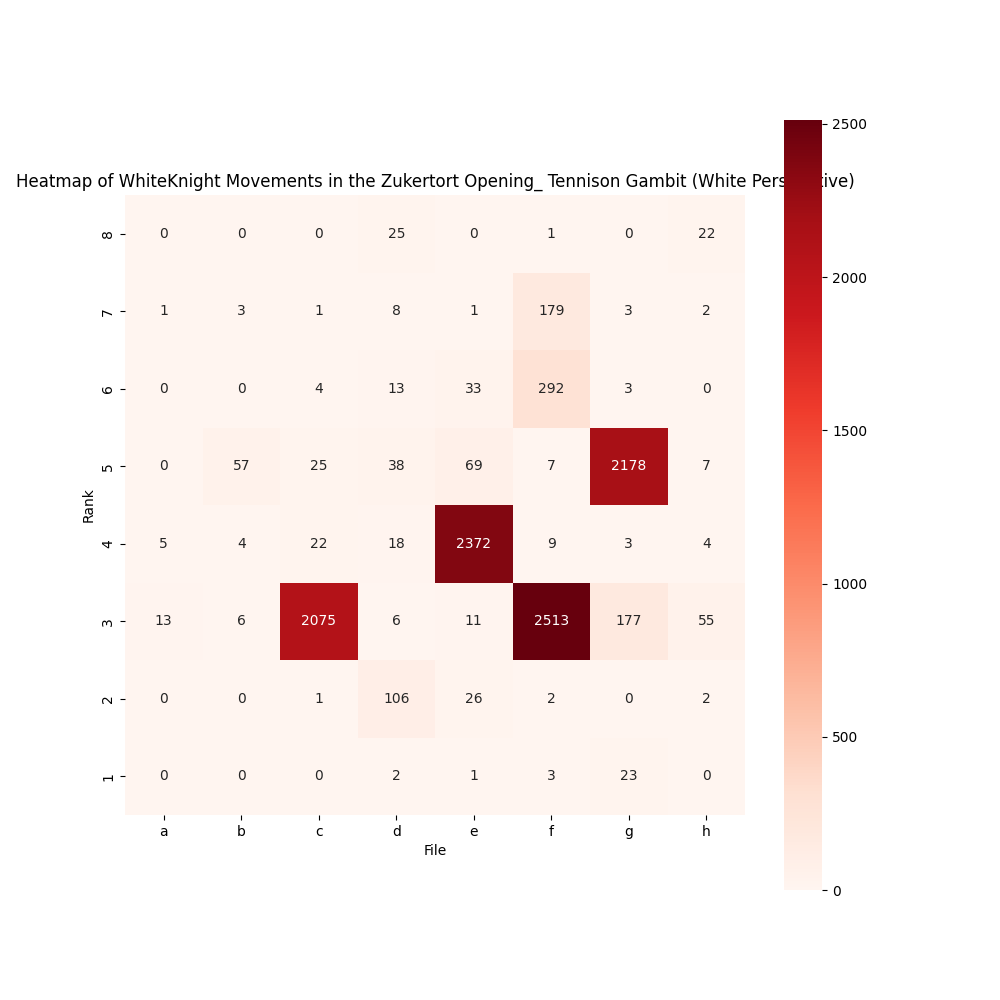 Heatmap of WhiteKnight Movements in the Zukertort Opening_ Tennison Gambit (White Pers    ive)
8 0 0 0 25 0 1 0 22
7 1 3 1 8 1 179 3 2
6 0 0 4 13 33 292 3 0
5 0 57 25 38 69 7 2178 7
4 5 4 22 18 2372 9 3 4
3 13 6 2075 6 11 2513 177 55
2 0 0 1 106 26 2 0 2
1 0 0 0 2 1 3 23 0
a b c d e f g h
File
Rank
2500
2000
1500
1000
500
0